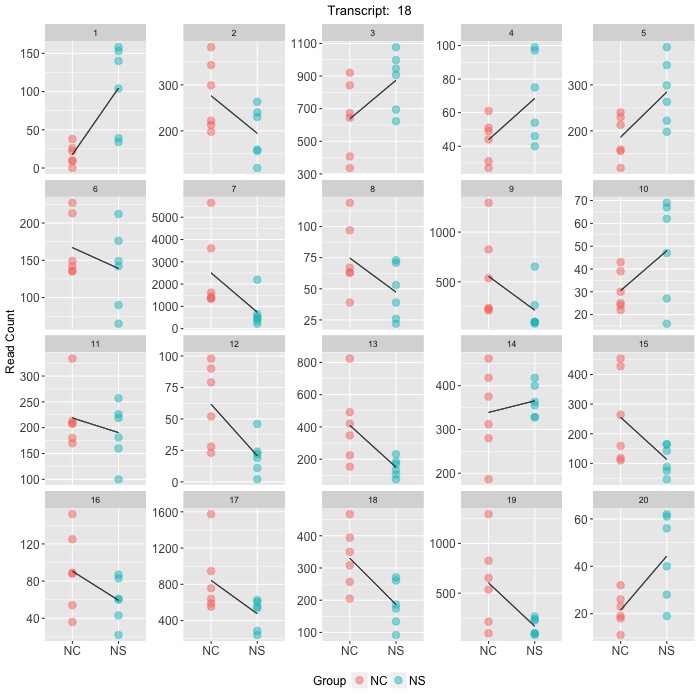 Transcript: 18
1 2 3 4 5
150 100 50 0
300 200
1100 900 700 500 300
100 80 60 40
300 200
6 7 8 9 10
200 150 100
5000 4000 3000 2000 1000 0
100 75 50 25
1000 500
70 60 50 40 30 20
Read Count
11 12 13 14 15
300 250 200 150 100
100 75 50 25 0
800 600 400 200
400 300 200
400 300 200 100
16 17 18 19 20
120 80 40
1600 1200 800 400
400 300 200 100
1000 500
60 40 20
NC NS NC NS NC NS NC NS NC NS
Group NC NS